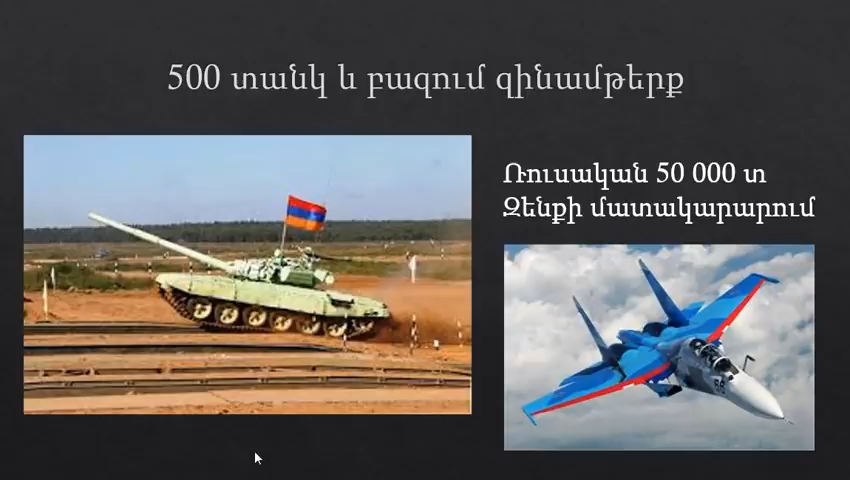 500 տանկ և բազում զինամթերք
Ռուսական 50 000 տ
Զենքի մատակարարում